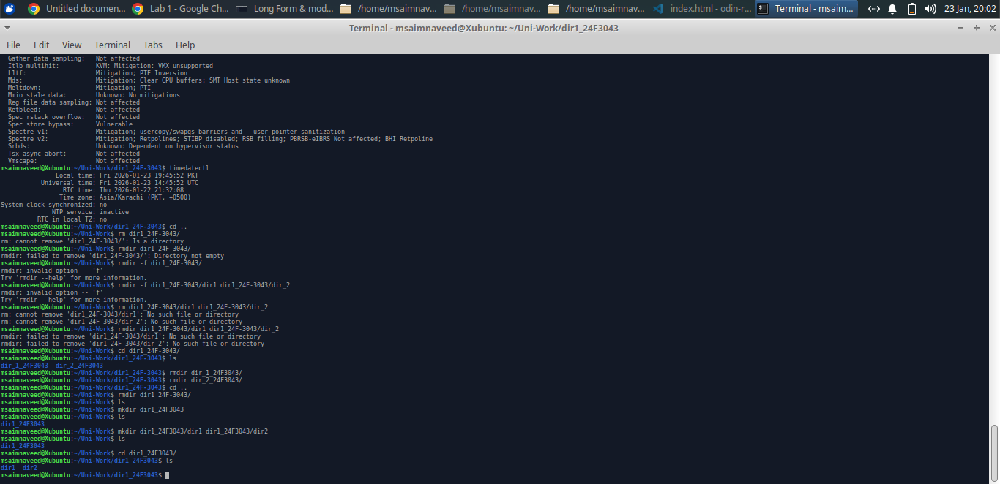 Untitled documen...
Lab 1 - Google Ch...
Long Form & mod...
/home/msaimnav...
/home/msaimnav...
/home/msaimnav...
index.html - odin-r...
Terminal - msaim...
23 Jan, 20:02
Terminal - msaimnaveed@Xubuntu: ~/Uni-Work/dir1_24F3043
File Edit View Terminal Tabs Help
Gather data sampling: Not affected
Itlb multihit: KVM: Mitigation: VMX unsupported
L1tf: Mitigation; PTE Inversion
Mds: Mitigation; Clear CPU buffers; SMT Host state unknown
Meltdown: Mitigation; PTI
Mmio stale data: Unknown: No mitigations
Reg file data sampling: Not affected
Retbleed: Not affected
Spec rstack overflow: Not affected
Spec store bypass: Vulnerable
Spectre v1: Mitigation; usercopy/swapgs barriers and __user pointer sanitization
Spectre v2: Mitigation; Retpolines; STIBP disabled; RSB filling; PBRSB-eIBRS Not affected; BHI Retpoline
Srbds: Unknown: Dependent on hypervisor status
Tsx async abort: Not affected
Vmscape: Not affected
msaimnaveed@Xubuntu:~/Uni-Work/dir1_24F-3043$ timedatectl
Local time: Fri 2026-01-23 19:45:52 PKT
Universal time: Fri 2026-01-23 14:45:52 UTC
RTC time: Thu 2026-01-22 21:32:08
Time zone: Asia/Karachi (PKT, +0500)
System clock synchronized: no
NTP service: inactive
RTC in local TZ: no
msaimnaveed@Xubuntu:~/Uni-Work/dir1_24F-3043$ cd ..
msaimnaveed@Xubuntu:~/Uni-Work$ rm dir1_24F-3043/
rm: cannot remove 'dir1_24F-3043/': Is a directory
msaimnaveed@Xubuntu:~/Uni-Work$ rmdir dir1_24F-3043/
rmdir: failed to remove 'dir1_24F-3043/': Directory not empty
msaimnaveed@Xubuntu:~/Uni-Work$ rmdir -f dir1_24F-3043/
rmdir: invalid option -- 'f'
Try 'rmdir --help' for more information.
msaimnaveed@Xubuntu:~/Uni-Work$ rmdir -f dir1_24F-3043/dir1 dir1_24F-3043/dir_2
rmdir: invalid option -- 'f'
Try 'rmdir --help' for more information.
msaimnaveed@Xubuntu:~/Uni-Work$ rm dir1_24F-3043/dir1 dir1_24F-3043/dir_2
rm: cannot remove 'dir1_24F-3043/dir1': No such file or directory
rm: cannot remove 'dir1_24F-3043/dir_2': No such file or directory
msaimnaveed@Xubuntu:~/Uni-Work$ rmdir dir1_24F-3043/dir1 dir1_24F-3043/dir_2
rmdir: failed to remove 'dir1_24F-3043/dir1': No such file or directory
rmdir: failed to remove 'dir1_24F-3043/dir_2': No such file or directory
msaimnaveed@Xubuntu:~/Uni-Work$ cd dir1_24F-3043/
msaimnaveed@Xubuntu:~/Uni-Work/dir1_24F-3043$ ls
dir_1_24F3043 dir_2_24F3043
msaimnaveed@Xubuntu:~/Uni-Work/dir1_24F-3043$ rmdir dir_1_24F3043/
msaimnaveed@Xubuntu:~/Uni-Work/dir1_24F-3043$ rmdir dir_2_24F3043/
msaimnaveed@Xubuntu:~/Uni-Work/dir1_24F-3043$ cd ..
msaimnaveed@Xubuntu:~/Uni-Work$ rmdir dir1_24F-3043/
msaimnaveed@Xubuntu:~/Uni-Work$ ls
msaimnaveed@Xubuntu:~/Uni-Work$ mkdir dir1_24F3043
msaimnaveed@Xubuntu:~/Uni-Work$ ls
dir1_24F3043
msaimnaveed@Xubuntu:~/Uni-Work$ mkdir dir1_24F3043/dir1 dir1_24F3043/dir2
msaimnaveed@Xubuntu:~/Uni-Work$ ls
dir1_24F3043
msaimnaveed@Xubuntu:~/Uni-Work$ cd dir1_24F3043/
msaimnaveed@Xubuntu:~/Uni-Work/dir1_24F3043$ ls
dir1 dir2
msaimnaveed@Xubuntu:~/Uni-Work/dir1_24F3043$